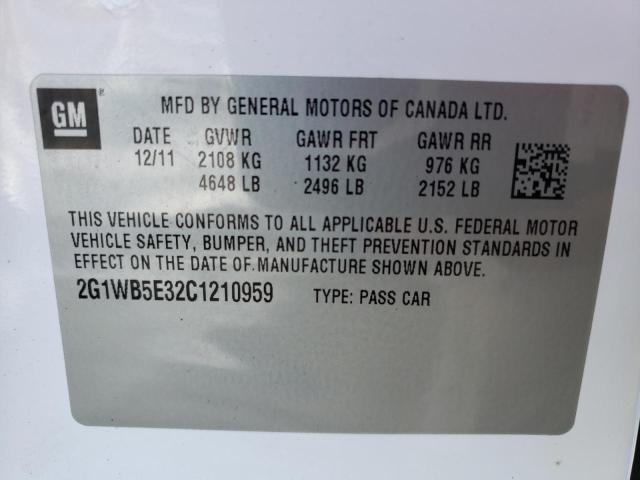 GM
MFD BY GENERAL MOTORS OF CANADA LTD.
DATE GVWR GAWR FRT GAWR RR
12/11 2108 KG 1132 KG 976 KG
4648 LB 2496 LB 2152 LB
THIS VEHICLE CONFORMS TO ALL APPLICABLE U.S. FEDERAL MOTOR
VEHICLE SAFETY, BUMPER, AND THEFT PREVENTION STANDARDS IN
EFFECT ON THE DATE OF MANUFACTURE SHOWN ABOVE.
2G1WB5E32C1210959 TYPE: PASS CAR